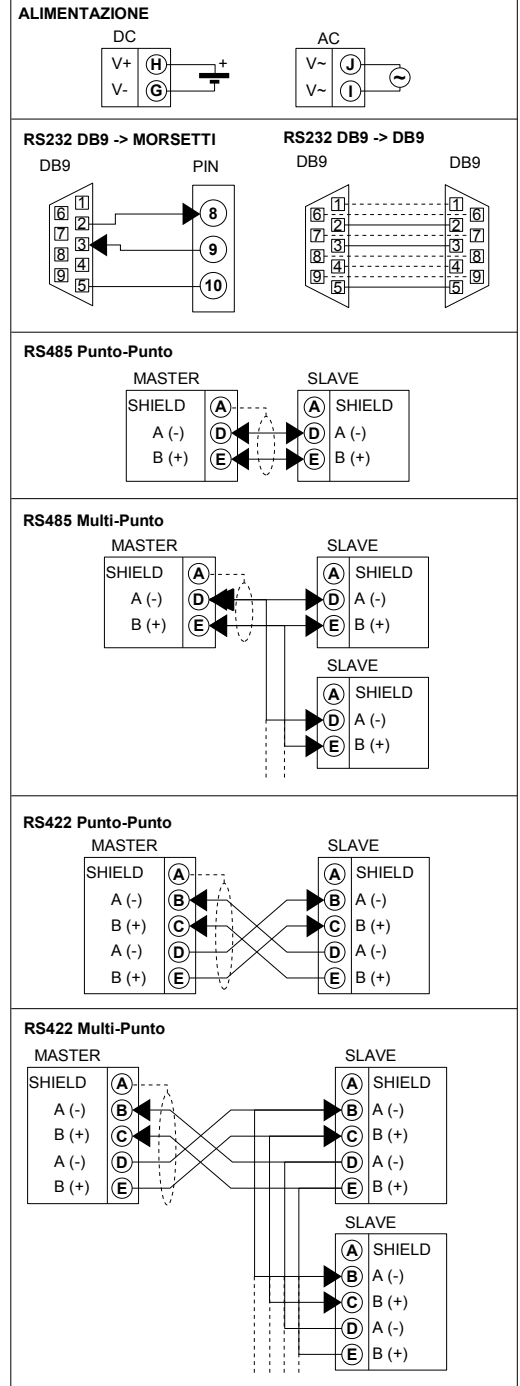 ALIMENTAZIONE
DC AC
V+ H + V~ J
V- G V~ I ~
RS232 DB9 -> MORSETTI RS232 DB9 -> DB9
DB9 PIN DB9 DB9
1 1 1
6 2 8 6 2 2 6
7 3 9 7 3 3 7
8 4 8 4 4 8
9 5 10 9 5 5 9
RS485 Punto-Punto
MASTER SLAVE
SHIELD A A SHIELD
A (-) D D A (-)
B (+) E E B (+)
RS485 Multi-Punto
MASTER SLAVE
SHIELD A A SHIELD
A (-) D D A (-)
B (+) E E B (+)
SLAVE
A SHIELD
D A (-)
E B (+)
RS422 Punto-Punto
MASTER SLAVE
SHIELD A A SHIELD
A (-) B B A (-)
B (+) C C B (+)
A (-) D D A (-)
B (+) E E B (+)
RS422 Multi-Punto
MASTER SLAVE
SHIELD A A SHIELD
A (-) B B A (-)
B (+) C C B (+)
A (-) D D A (-)
B (+) E E B (+)
SLAVE
A SHIELD
B A (-)
C B (+)
D A (-)
E B (+)